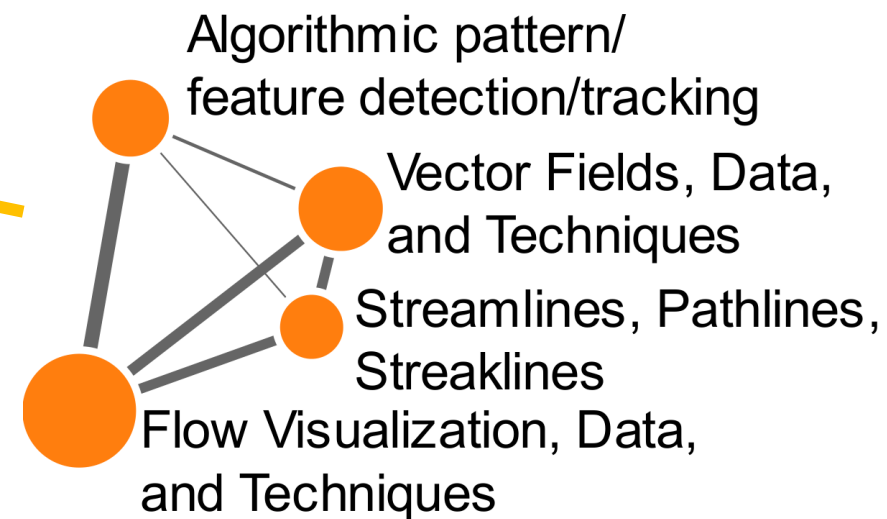 Algorithmic pattern/
feature detection/tracking
Vector Fields, Data,
and Techniques
Streamlines, Pathlines,
Streaklines
Flow Visualization, Data,
and Techniques